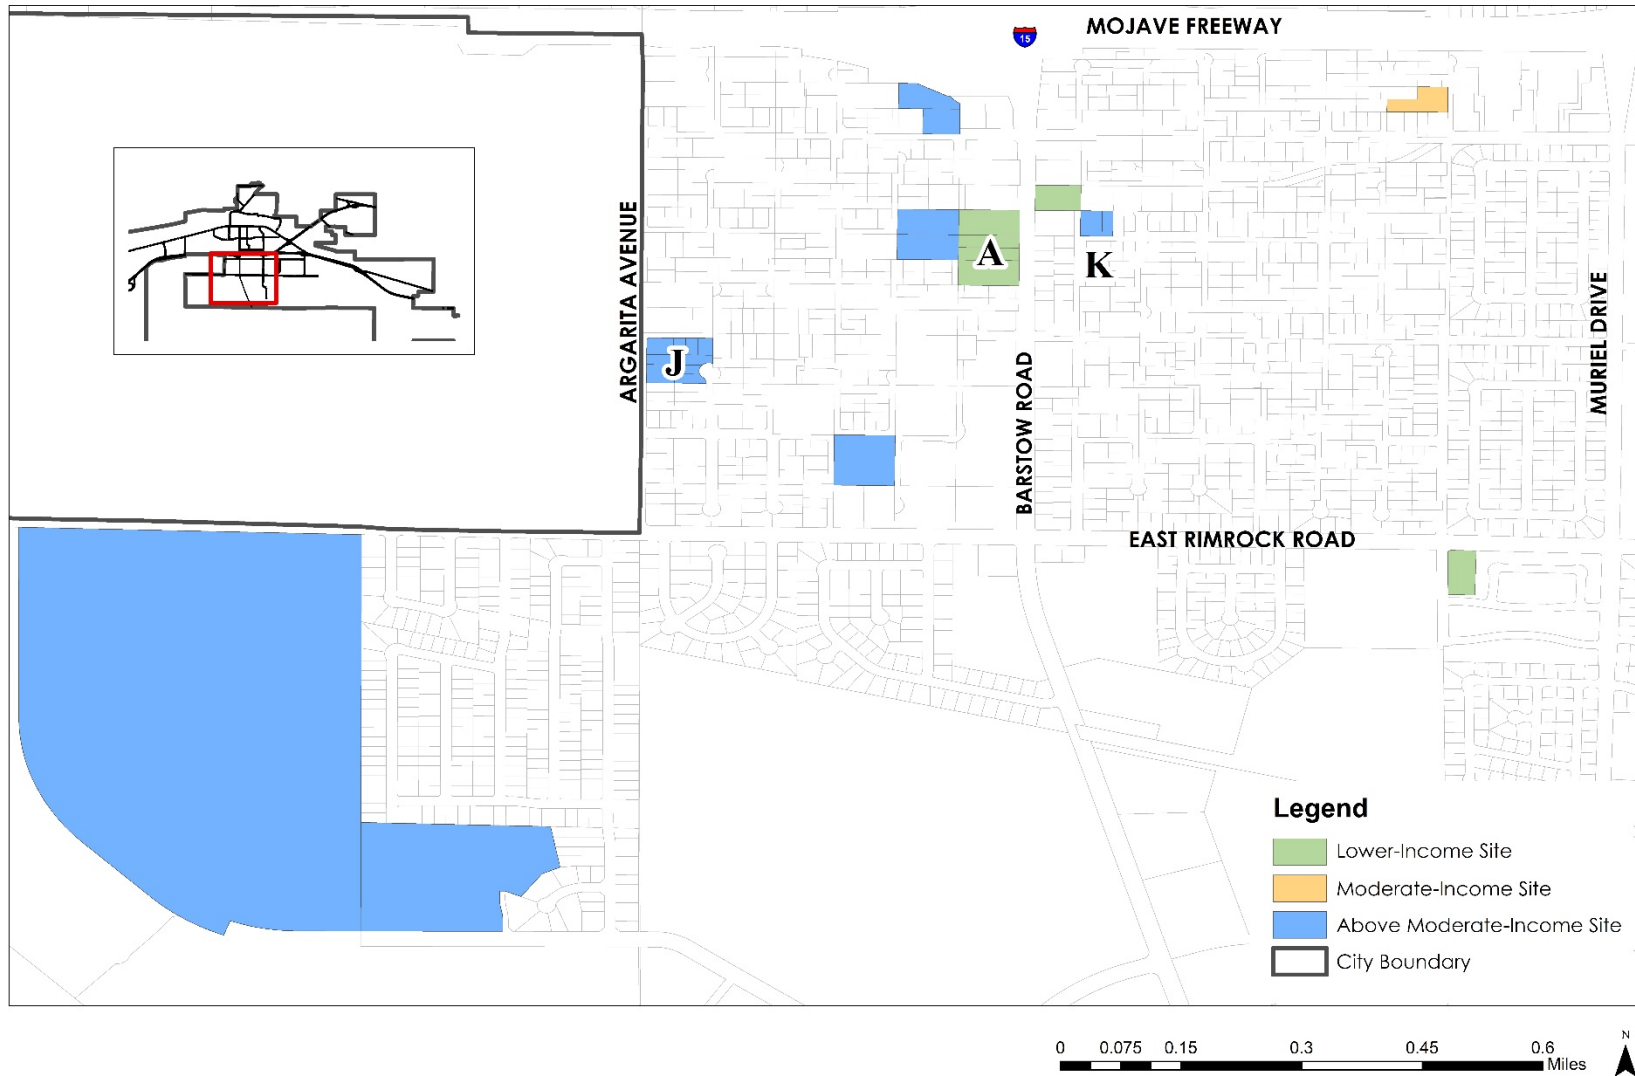 MOJAVE FREEWAY
15
ARGARITA AVENUE
A
K
J
BARSTOW ROAD
MURIEL DRIVE
EAST RIMROCK ROAD
Legend
Lower-Income Site
Moderate-Income Site
Above Moderate-Income Site
City Boundary
0 0.075 0.15 0.3 0.45 0.6
Miles
N